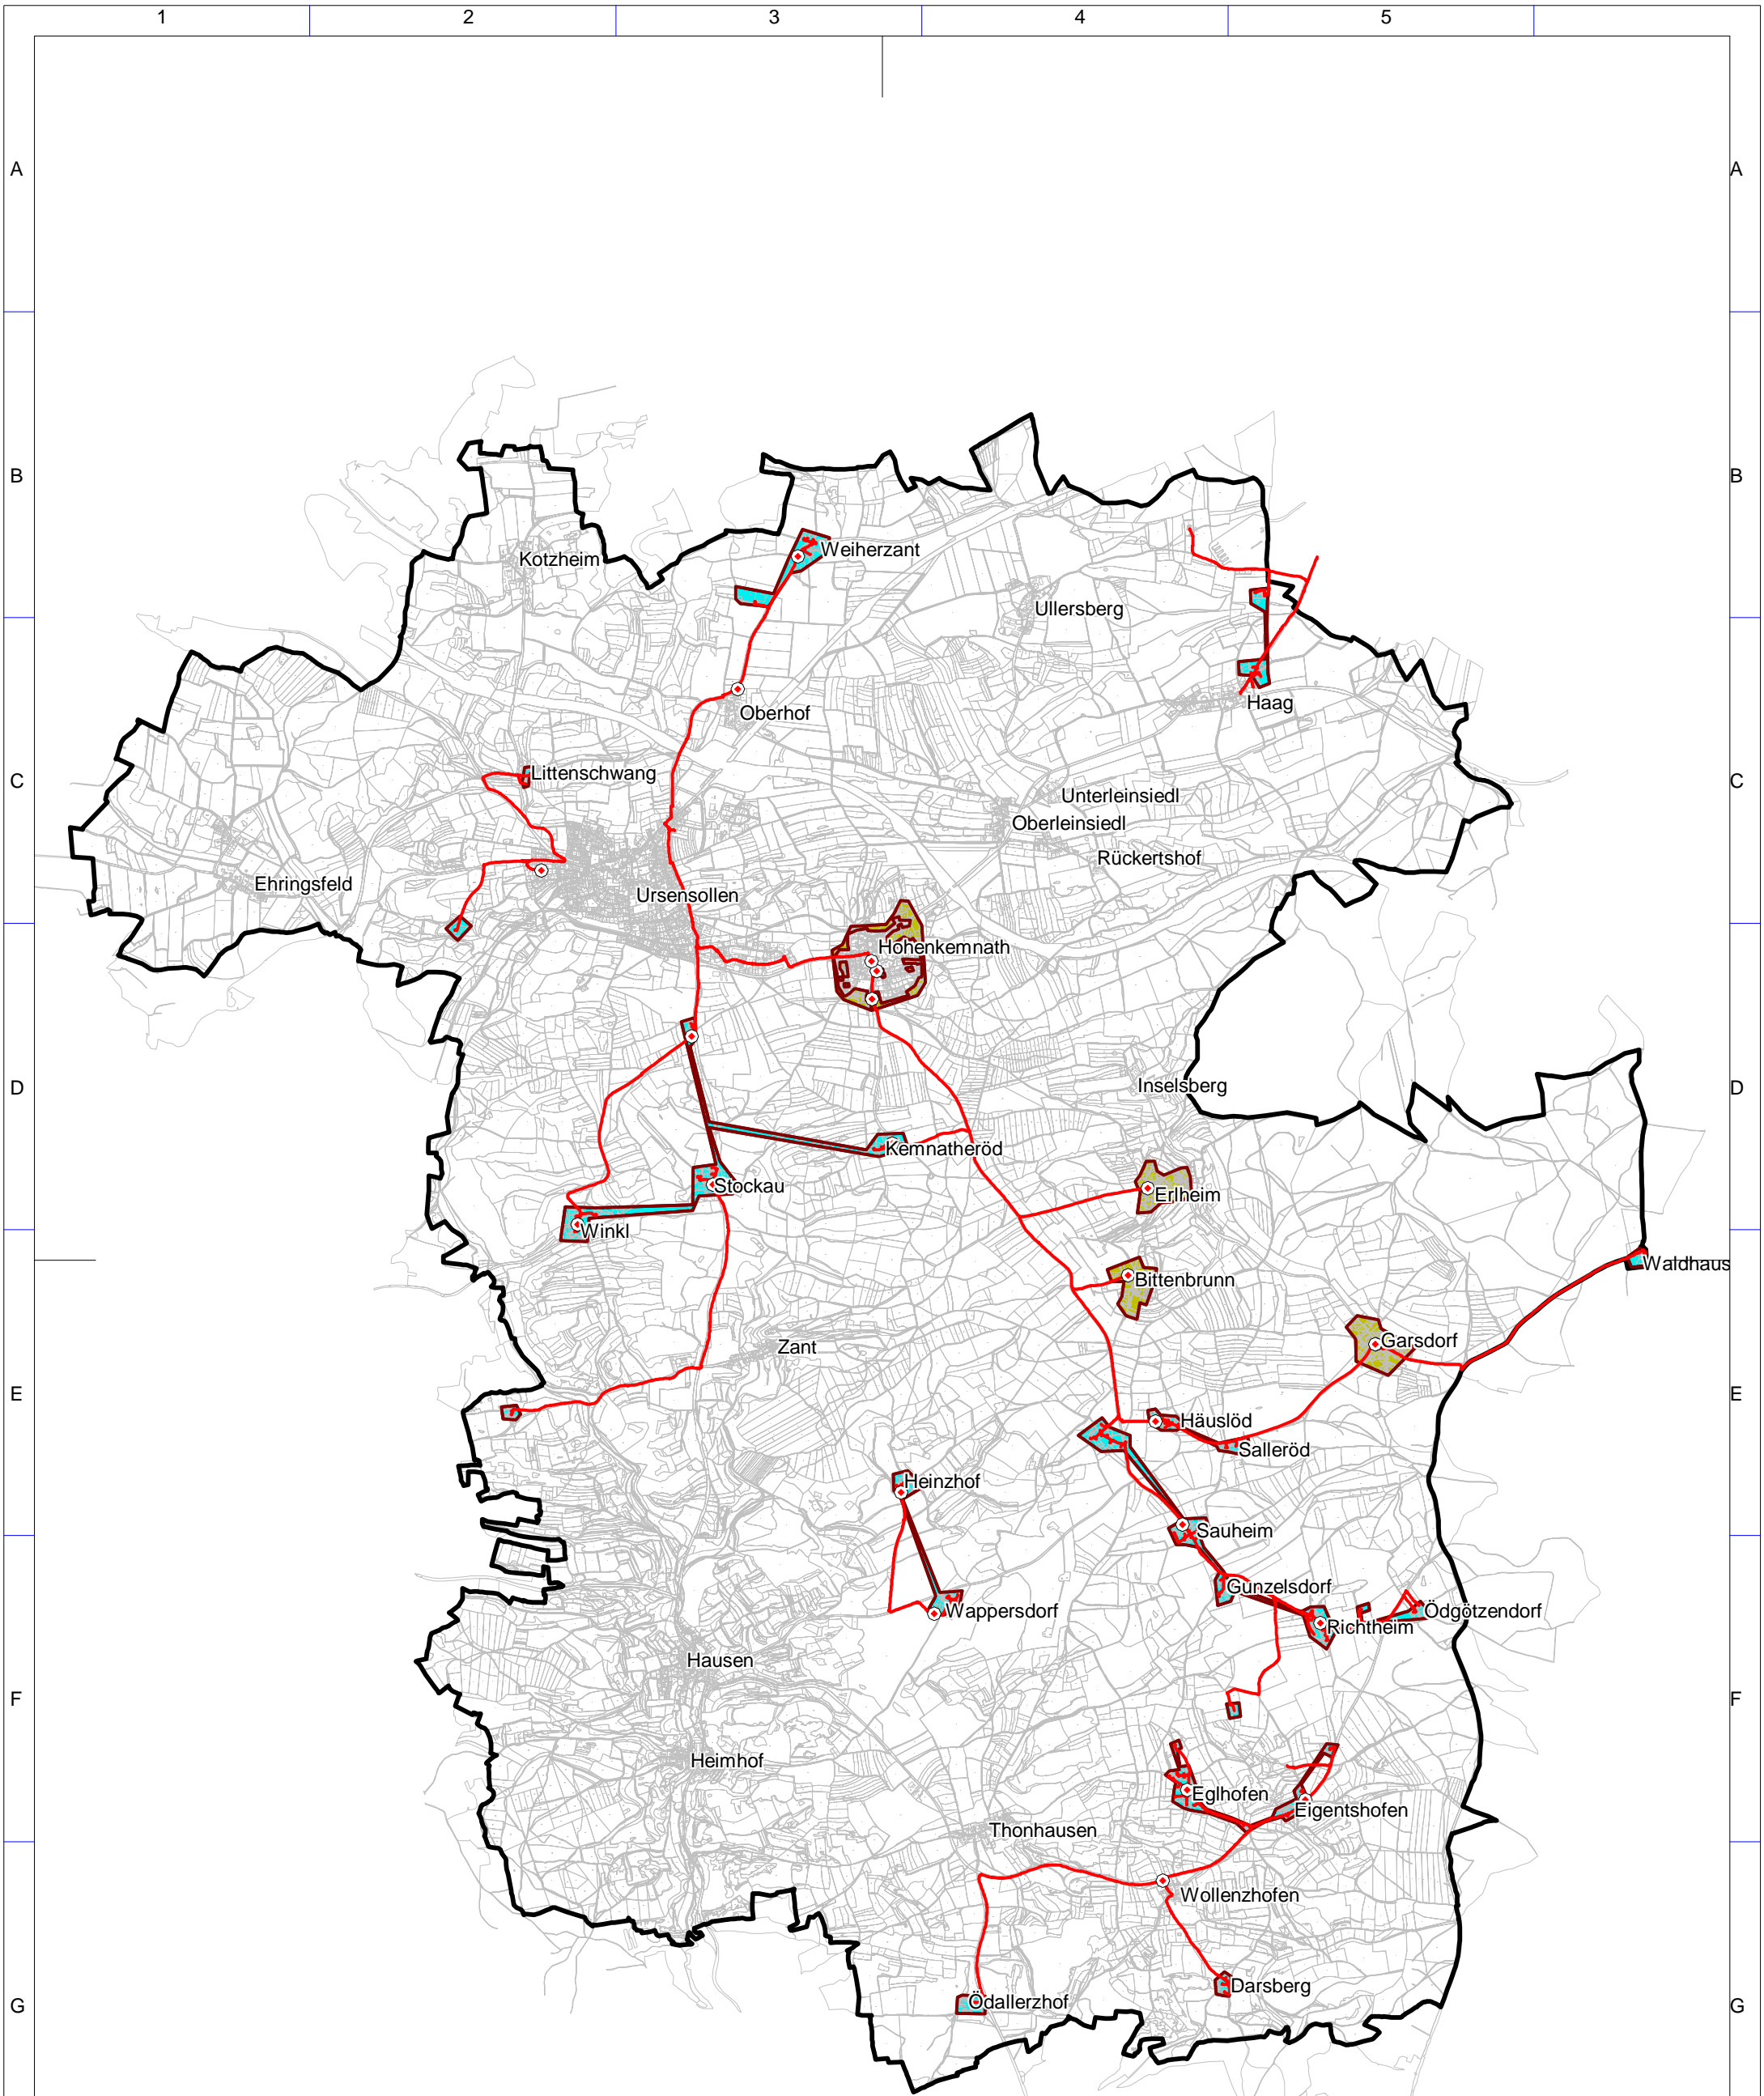 1 2 3 4 5
A A
B B
Weiherzant
Kotzheim
Ullersberg
Haag
Oberhof
Littenschwang
C C
Unterleinsiedl
Oberleinsiedl
Rückertshof
Ehringsfeld
Ursensollen
Hohenkemnath
Inselsberg
D D
Kemnatheröd
Stockau
Erlheim
Winkl
Waldhaus
Bittenbrunn
Garsdorf
Zant
E E
Häuslöd
Salleröd
Heinzhof
Sauheim
Gunzelsdorf
Wappersdorf
Ödgötzendorf
Richtheim
Hausen
F F
Heimhof
Eglhofen
Eigentshofen
Thonhausen
Wollenzhofen
Darsberg
Ödallerzhof
G G